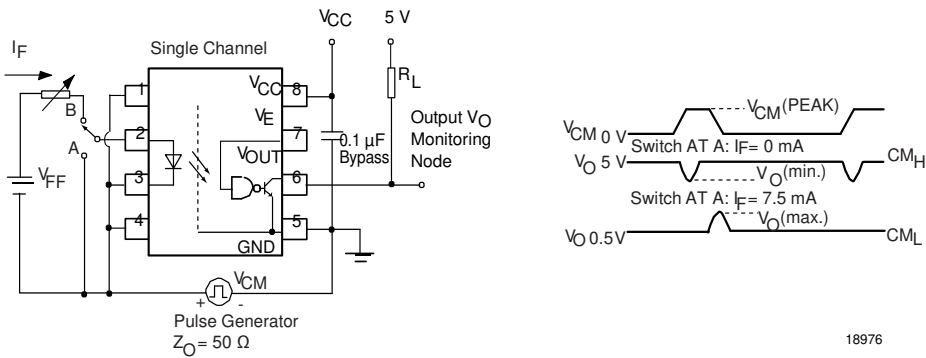 V_CC 5 V
Single Channel
I_F
R_L
1
V_CC
8
B
V_E
2
7
A
0.1 µF
Bypass
Output V_O
Monitoring
Node
V_OUT
V_FF
3
6
4
5
GND
V_CM
+ -
Pulse Generator
Z_O = 50 Ω
V_CM (PEAK)
V_CM 0 V
Switch AT A: I_F = 0 mA
V_O 5 V
CM_H
V_O (min.)
Switch AT A: I_F = 7.5 mA
V_O (max.)
V_O 0.5 V
CM_L
18976